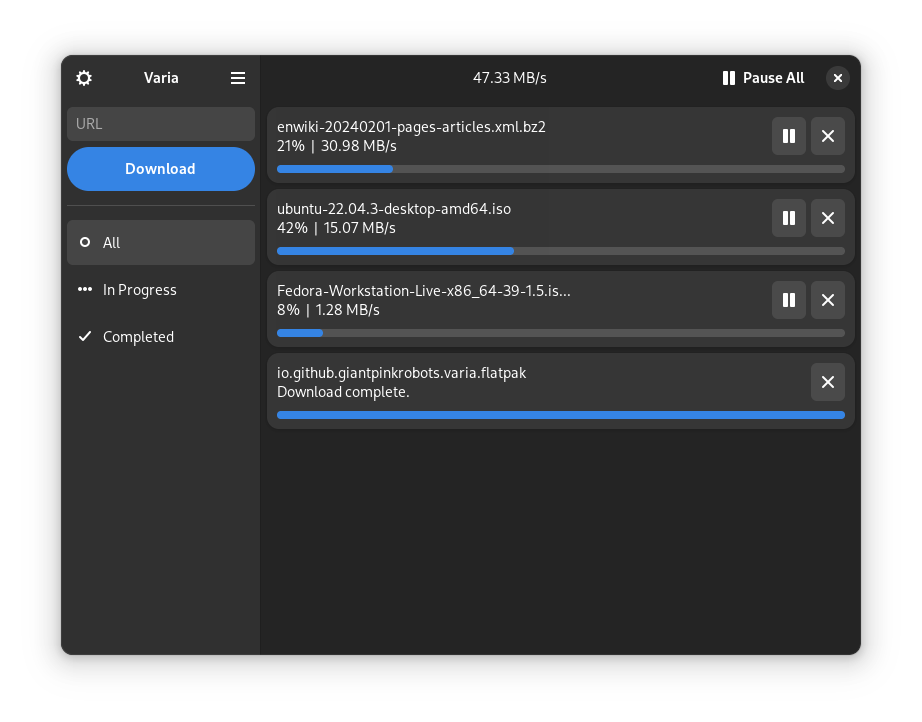 Varia
47.33 MB/s
Pause All
URL
Download
All
In Progress
Completed
enwiki-20240201-pages-articles.xml.bz2
21% | 30.98 MB/s
ubuntu-22.04.3-desktop-amd64.iso
42% | 15.07 MB/s
Fedora-Workstation-Live-x86_64-39-1.5.is...
8% | 1.28 MB/s
io.github.giantpinkrobots.varia.flatpak
Download complete.